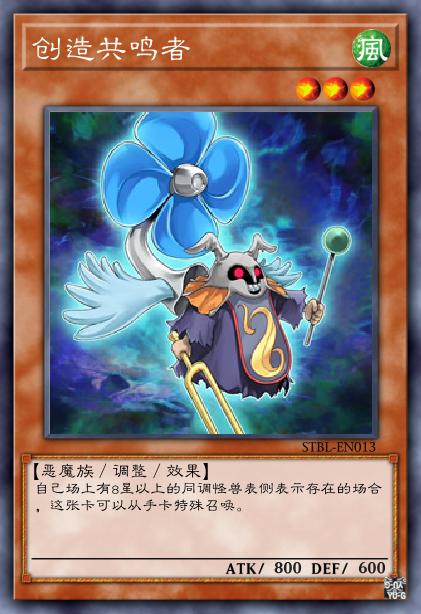 创造共鸣者
瘋
STBL-EN013
【恶魔族／调整／效果】
自己场上有8星以上的同调怪兽表侧表示存在的场合
，这张卡可以从手卡特殊召唤。
ATK/ 800 DEF/ 600